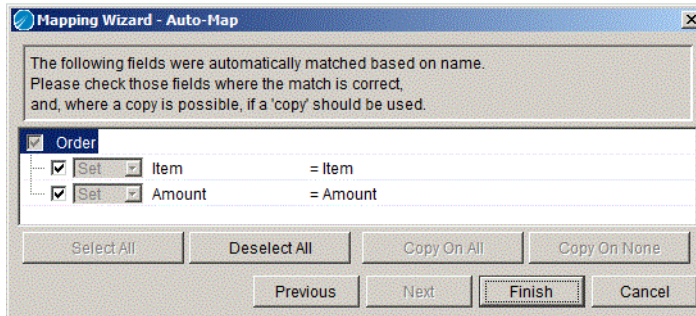 Mapping Wizard - Auto-Map
The following fields were automatically matched based on name.
Please check those fields where the match is correct,
and, where a copy is possible, if a 'copy' should be used.
Order
Set Item = Item
Set Amount = Amount
Select All Deselect All Copy On All Copy On None
Previous Next Finish Cancel